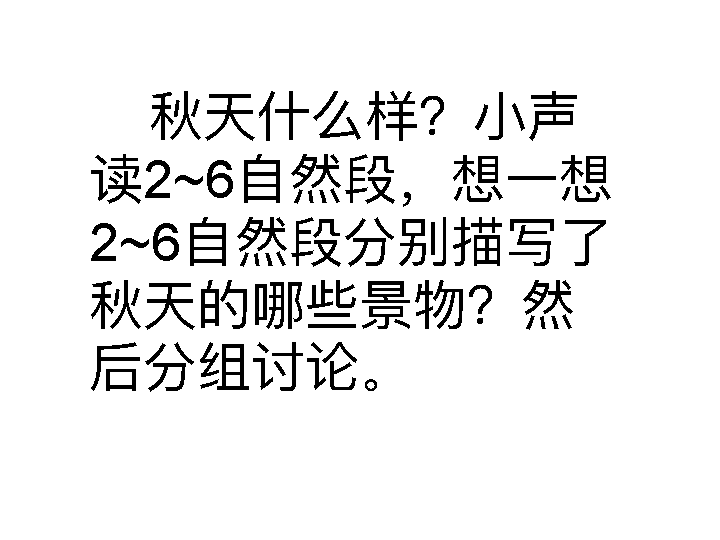 秋天什么样？小声
读2~6自然段，想一想
2~6自然段分别描写了
秋天的哪些景物？然
后分组讨论。